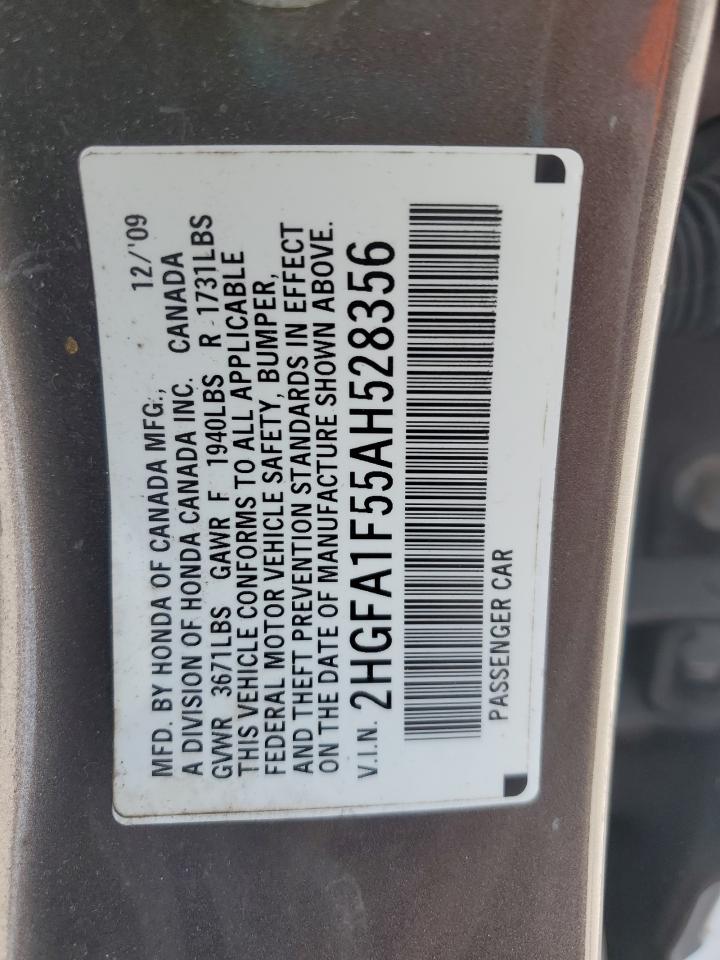 MFD. BY HONDA OF CANADA MFG., 12/'09
A DIVISION OF HONDA CANADA INC. CANADA
GVWR 3671LBS GAWR F 1940LBS R 1731LBS
THIS VEHICLE CONFORMS TO ALL APPLICABLE
FEDERAL MOTOR VEHICLE SAFETY, BUMPER,
AND THEFT PREVENTION STANDARDS IN EFFECT
ON THE DATE OF MANUFACTURE SHOWN ABOVE.
V.I.N. 2HGFA1F55AH528356
PASSENGER CAR